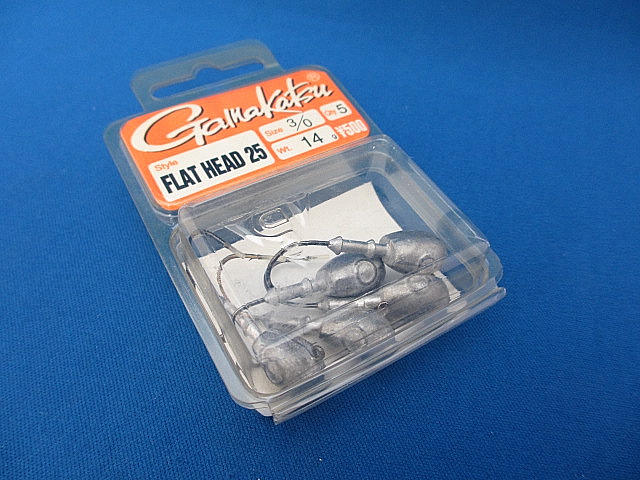 Gamakatsu®
Style FLAT HEAD 25
Size 3/0 Qty 5
Wt. 14 g ¥500